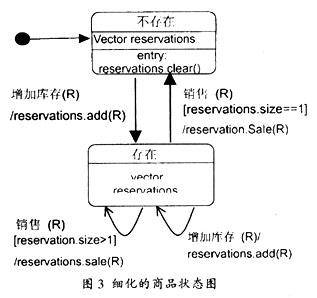 不存在
Vector reservations
entry:
reservations.clear()
增加库存(R)
/reservations.add(R)
销售 (R)
[reservations.size==1]
/reservation.Sale(R)
存在
vector
reservations
销售 (R)
[reservation.size>1]
/reservations.sale(R)
增加库存 (R)/
reservations.add(R)
图 3 细化的商品状态图